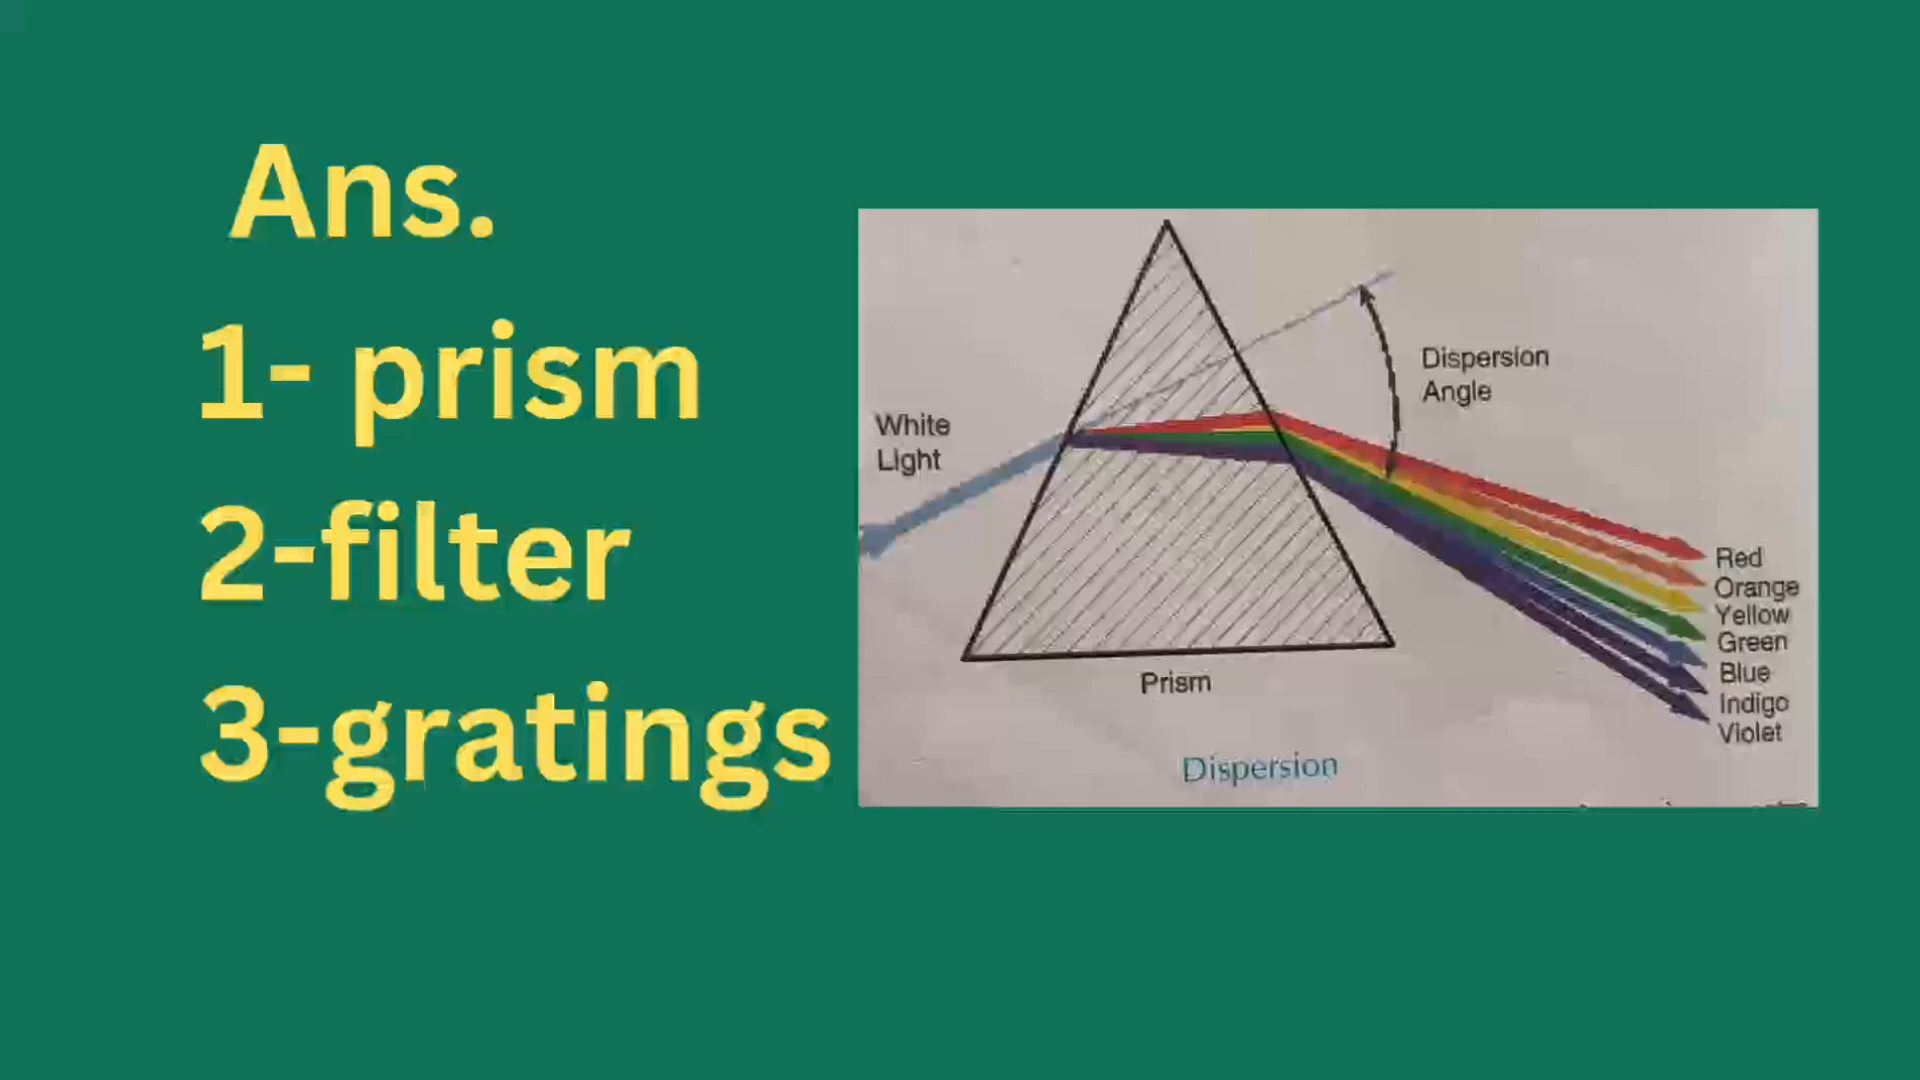 Ans.
1- prism
2-filter
3-gratings
White
Light
Dispersion
Angle
Red
Orange
Yellow
Green
Blue
Indigo
Violet
Prism
Dispersion